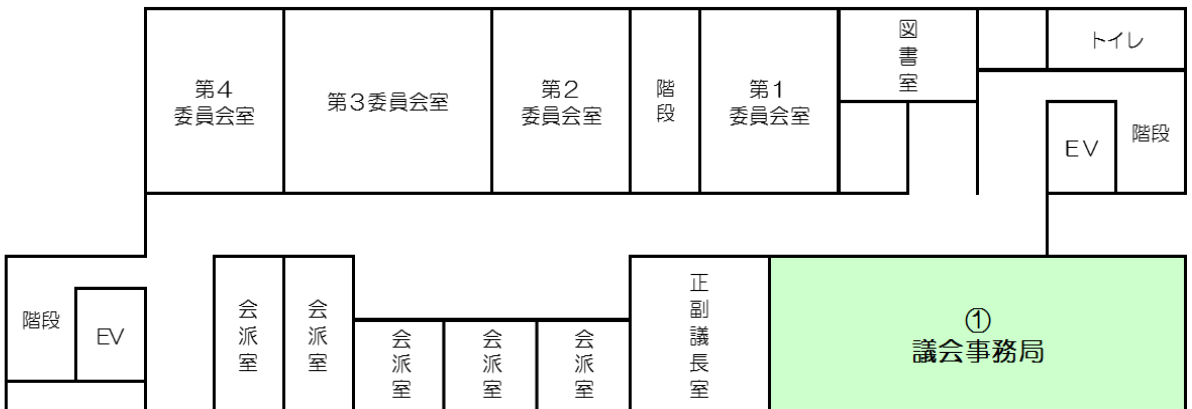 第4
委員会室
第3委員会室
第2
委員会室
階段
第1
委員会室
図書室
トイレ
EV
階段
階段
EV
会派室
会派室
会派室
会派室
会派室
正副議長室
①
議会事務局